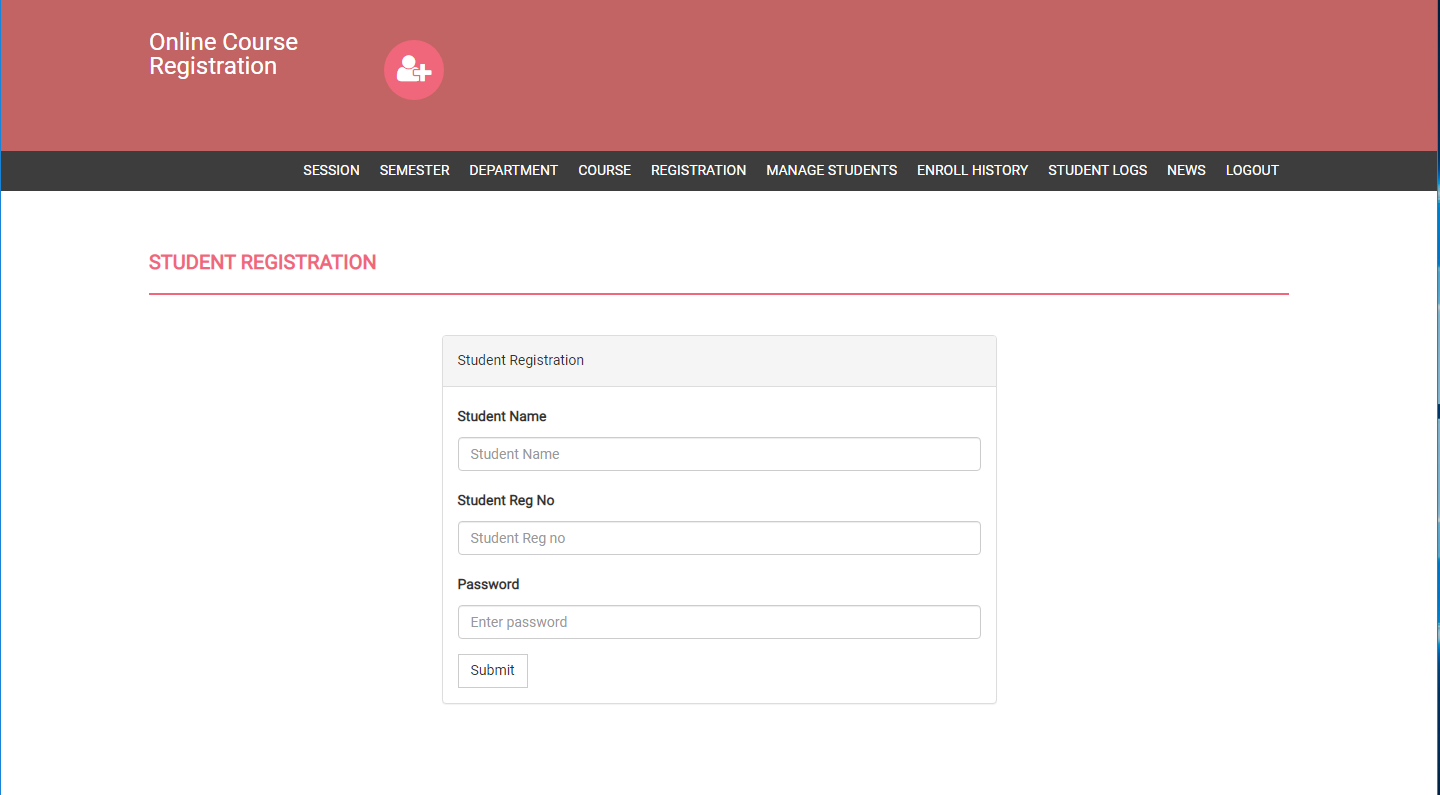 Online Course
Registration
SESSION SEMESTER DEPARTMENT COURSE REGISTRATION MANAGE STUDENTS ENROLL HISTORY STUDENT LOGS NEWS LOGOUT
STUDENT REGISTRATION
Student Registration
Student Name
Student Name
Student Reg No
Student Reg no
Password
Enter password
Submit